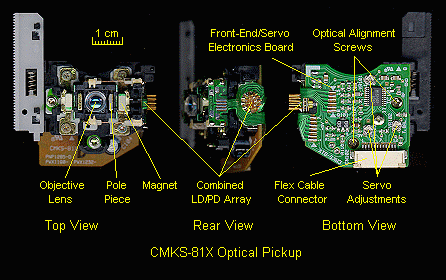 1 cm
Front-End/Servo
Electronics Board
Optical Alignment
Screws
CMKS-81
Objective
Lens
Pole
Piece
Magnet
Combined
LD/PD Array
Flex Cable
Connector
Servo
Adjustments
Top View
Rear View
Bottom View
CMKS-81X Optical Pickup